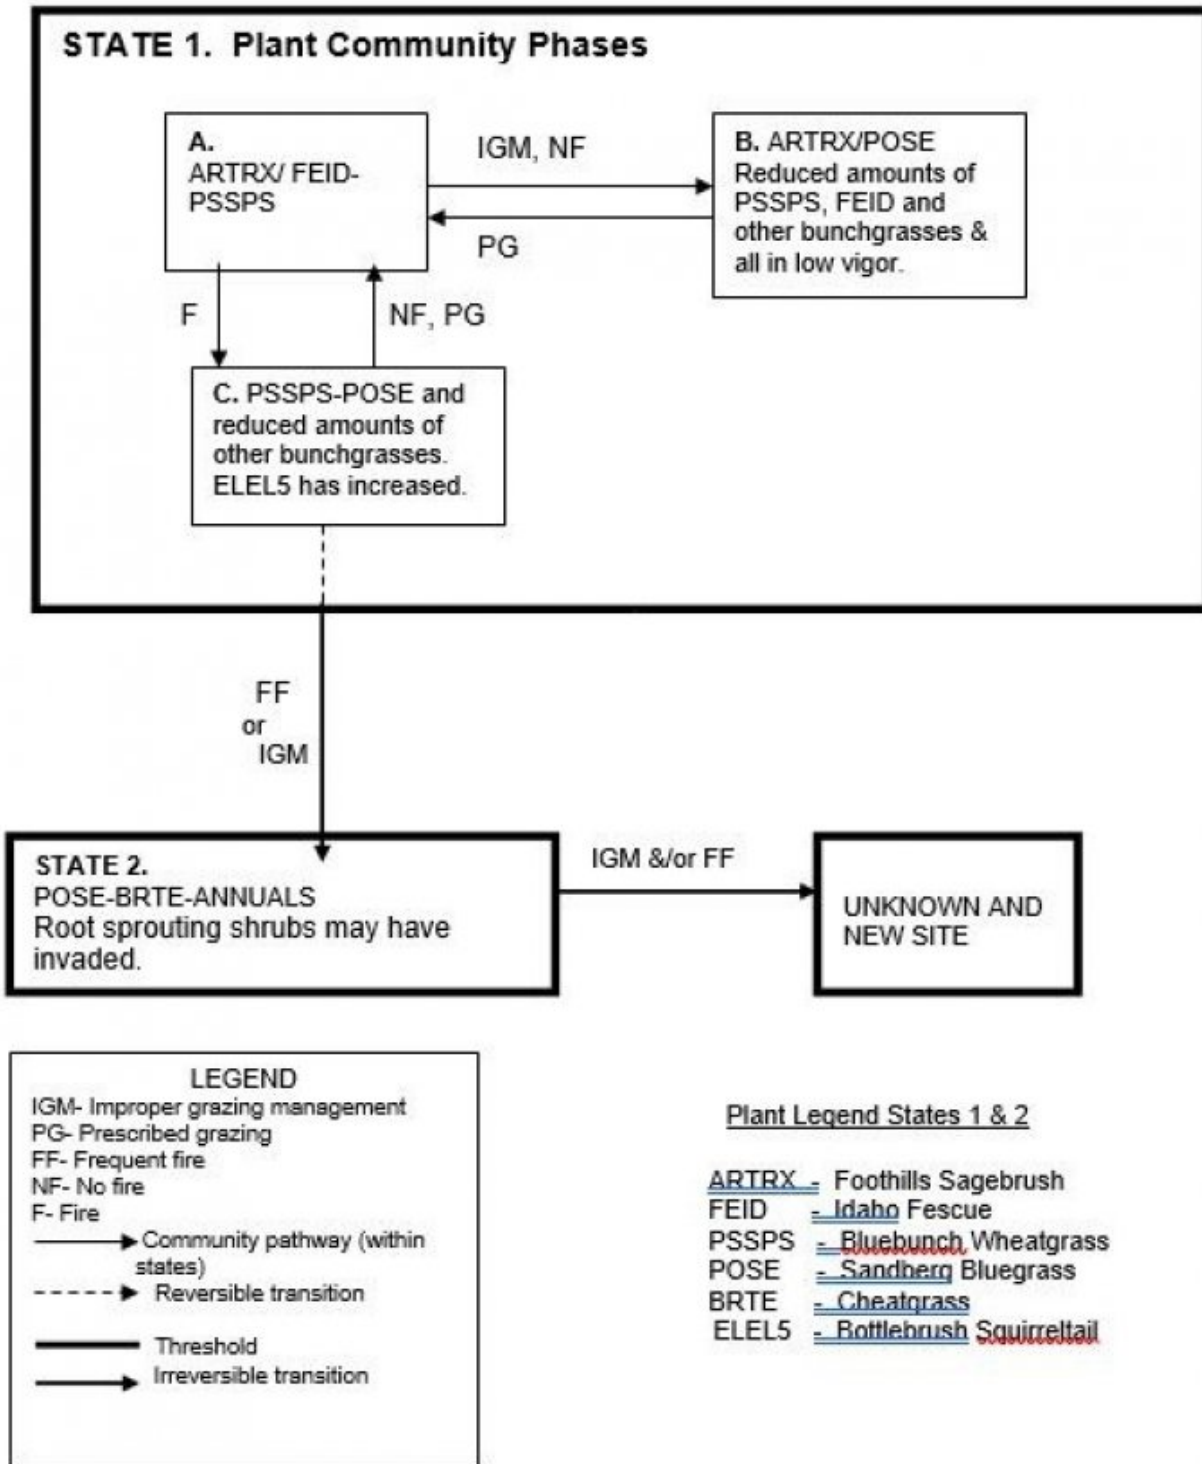 STATE 1. Plant Community Phases
A.
ARTRX/ FEID-
PSSPS
IGM, NF
PG
B. ARTRX/POSE
Reduced amounts of
PSSPS, FEID and
other bunchgrasses &
all in low vigor.
F
NF, PG
C. PSSPS-POSE and
reduced amounts of
other bunchgrasses.
ELEL5 has increased.
FF
or
IGM
STATE 2.
POSE-BRTE-ANNUALS
Root sprouting shrubs may have
invaded.
IGM &/or FF
UNKNOWN AND
NEW SITE
LEGEND
IGM- Improper grazing management
PG- Prescribed grazing
FF- Frequent fire
NF- No fire
F- Fire
Community pathway (within
states)
Reversible transition
Threshold
Irreversible transition
Plant Legend States 1 & 2
ARTRX - Foothills Sagebrush
FEID - Idaho Fescue
PSSPS - Bluebunch Wheatgrass
POSE - Sandberg Bluegrass
BRTE - Cheatgrass
ELEL5 - Bottlebrush Squirreltail